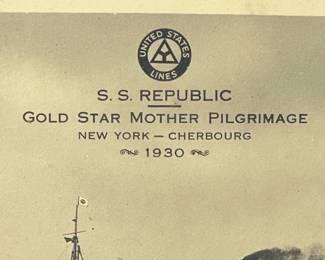 UNITED STATES
LINES
S. S. REPUBLIC
GOLD STAR MOTHER PILGRIMAGE
NEW YORK — CHERBOURG
1930